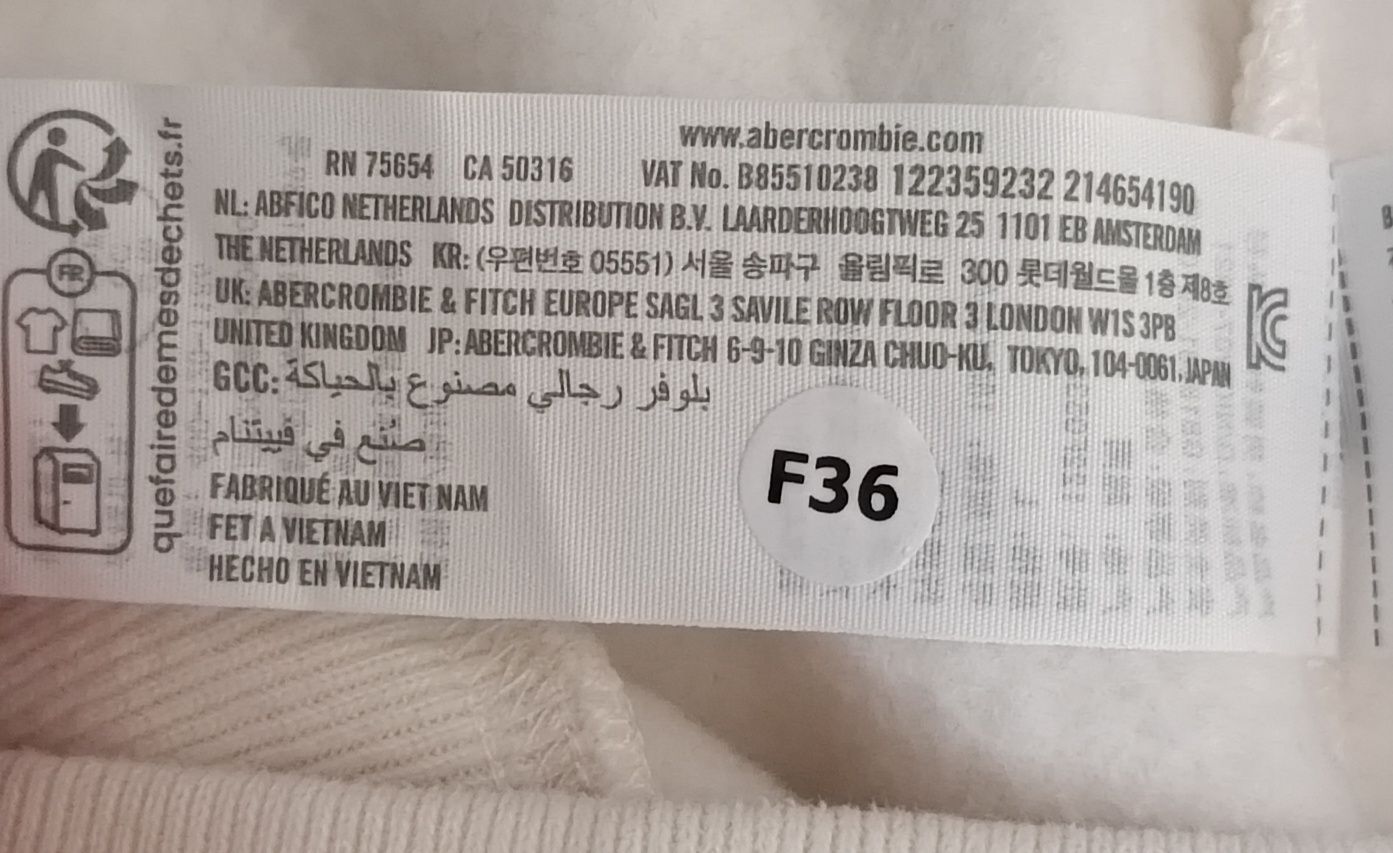 www.abercrombie.com
RN 75654 CA 50316 VAT No. B85510238 122359232 214654190
NL: ABFICO NETHERLANDS DISTRIBUTION B.V. LAARDERHOOGTWEG 25 1101 EB AMSTERDAM
THE NETHERLANDS KR: (우편번호 05551) 서울 송파구 올림픽로 300 롯데월드몰 1층 제8호
UK: ABERCROMBIE & FITCH EUROPE SAGL 3 SAVILE ROW FLOOR 3 LONDON W1S 3PB
UNITED KINGDOM JP: ABERCROMBIE & FITCH 6-9-10 GINZA CHUO-KU, TOKYO, 104-0061, JAPAN
GCC: بلوفر رجالي مصنوع بالحياكة
صُنع في فييتنام
FABRIQUÉ AU VIET NAM
FET A VIETNAM
HECHO EN VIETNAM
quefairedemesdechets.fr
FR
F36